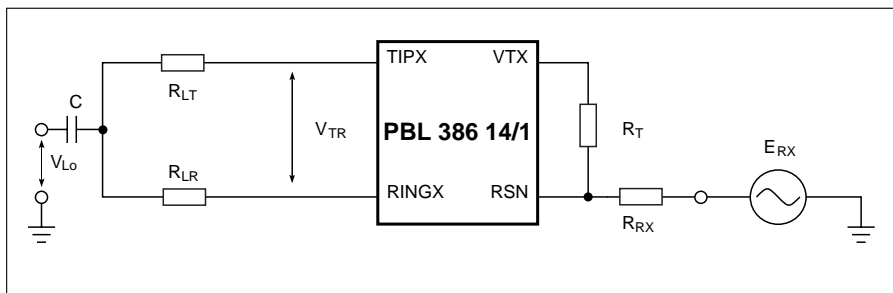 TIPX VTX
R_LT
C
V_TR PBL 386 14/1 R_T
E_RX
V_Lo
R_LR
RINGX RSN
R_RX